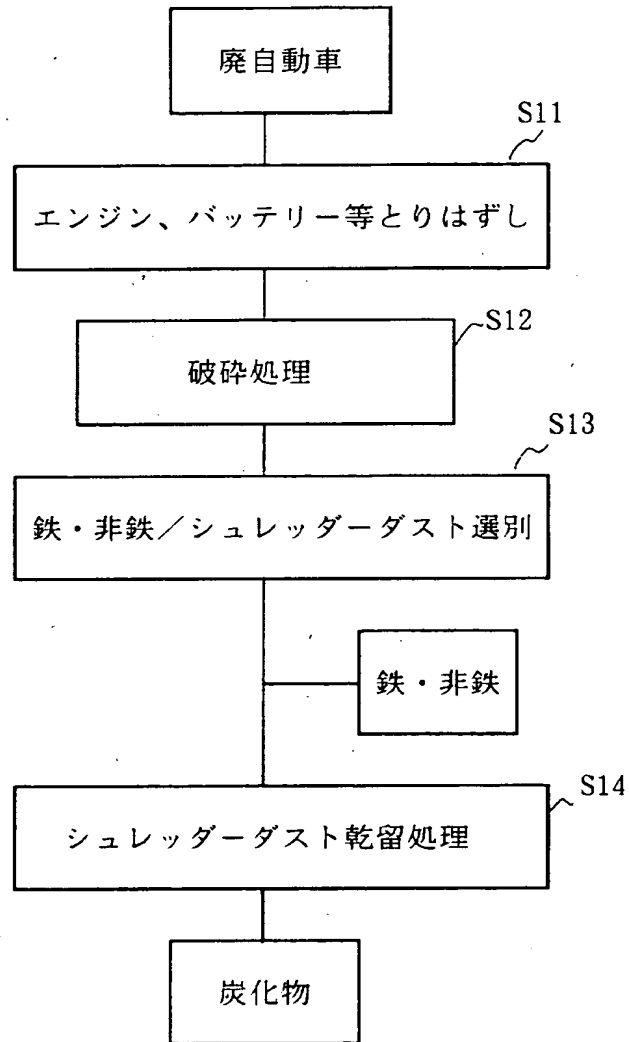 廃自動車
S11
エンジン、バッテリー等とりはずし
S12
破砕処理
S13
鉄・非鉄／シュレッダーダスト選別
鉄・非鉄
S14
シュレッダーダスト乾留処理
炭化物